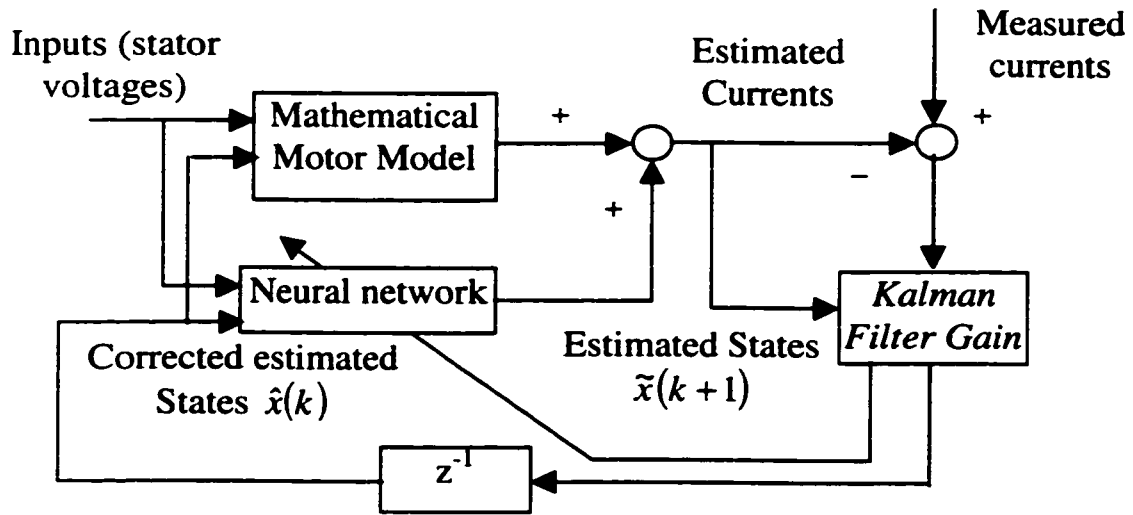 Inputs (stator
voltages)
Mathematical
Motor Model
+
+
Estimated
Currents
Measured
currents
+
−
Neural network
Kalman
Filter Gain
Corrected estimated
States x̂(k)
Estimated States
x̃(k + 1)
z⁻¹